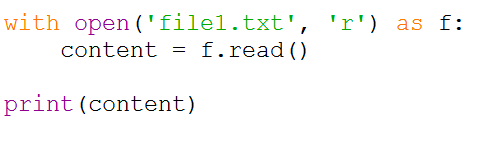 with open('file1.txt', 'r') as f:
    content = f.read()
print(content)